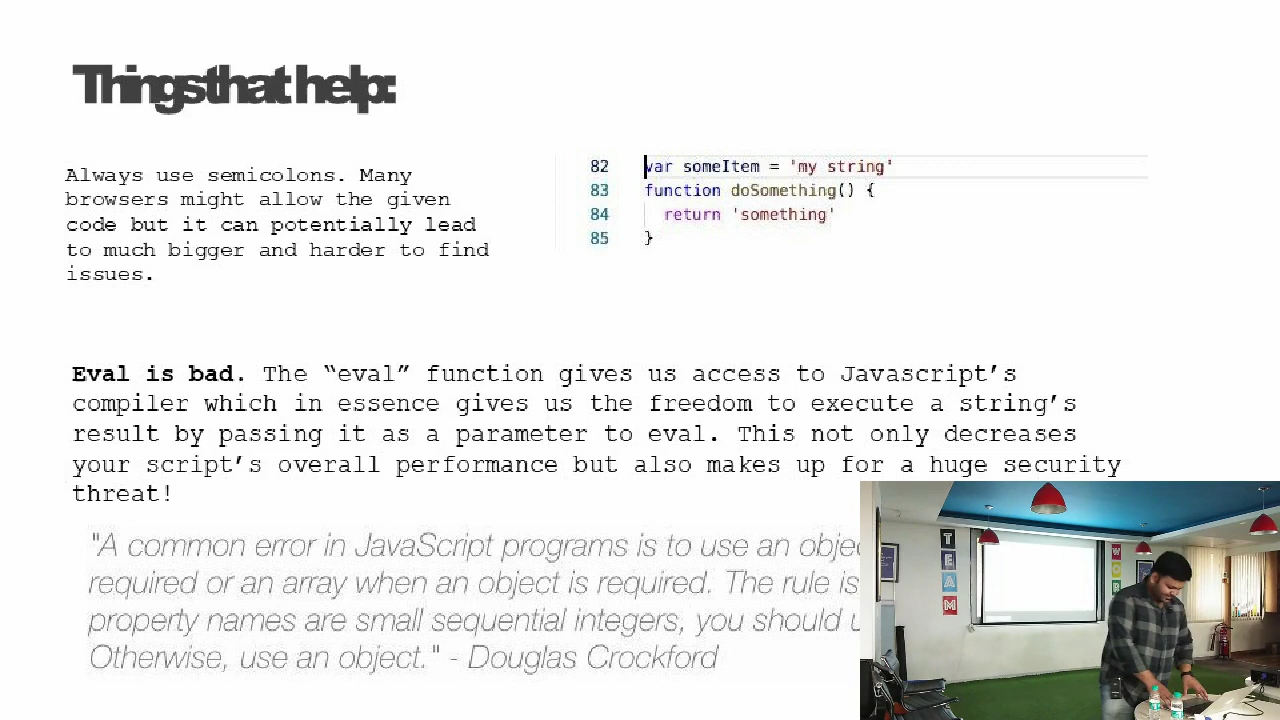 Things that help:
Always use semicolons. Many
browsers might allow the given
code but it can potentially lead
to much bigger and harder to find
issues.
82 var someItem = 'my string'
83 function doSomething() {
84 return 'something'
85 }
Eval is bad. The “eval” function gives us access to Javascript’s
compiler which in essence gives us the freedom to execute a string’s
result by passing it as a parameter to eval. This not only decreases
your script’s overall performance but also makes up for a huge security
threat!
"A common error in JavaScript programs is to use an
required or an array when an object is required. The rule is
property names are small sequential integers, you should
Otherwise, use an object." - Douglas Crockford
TEAM
WOR